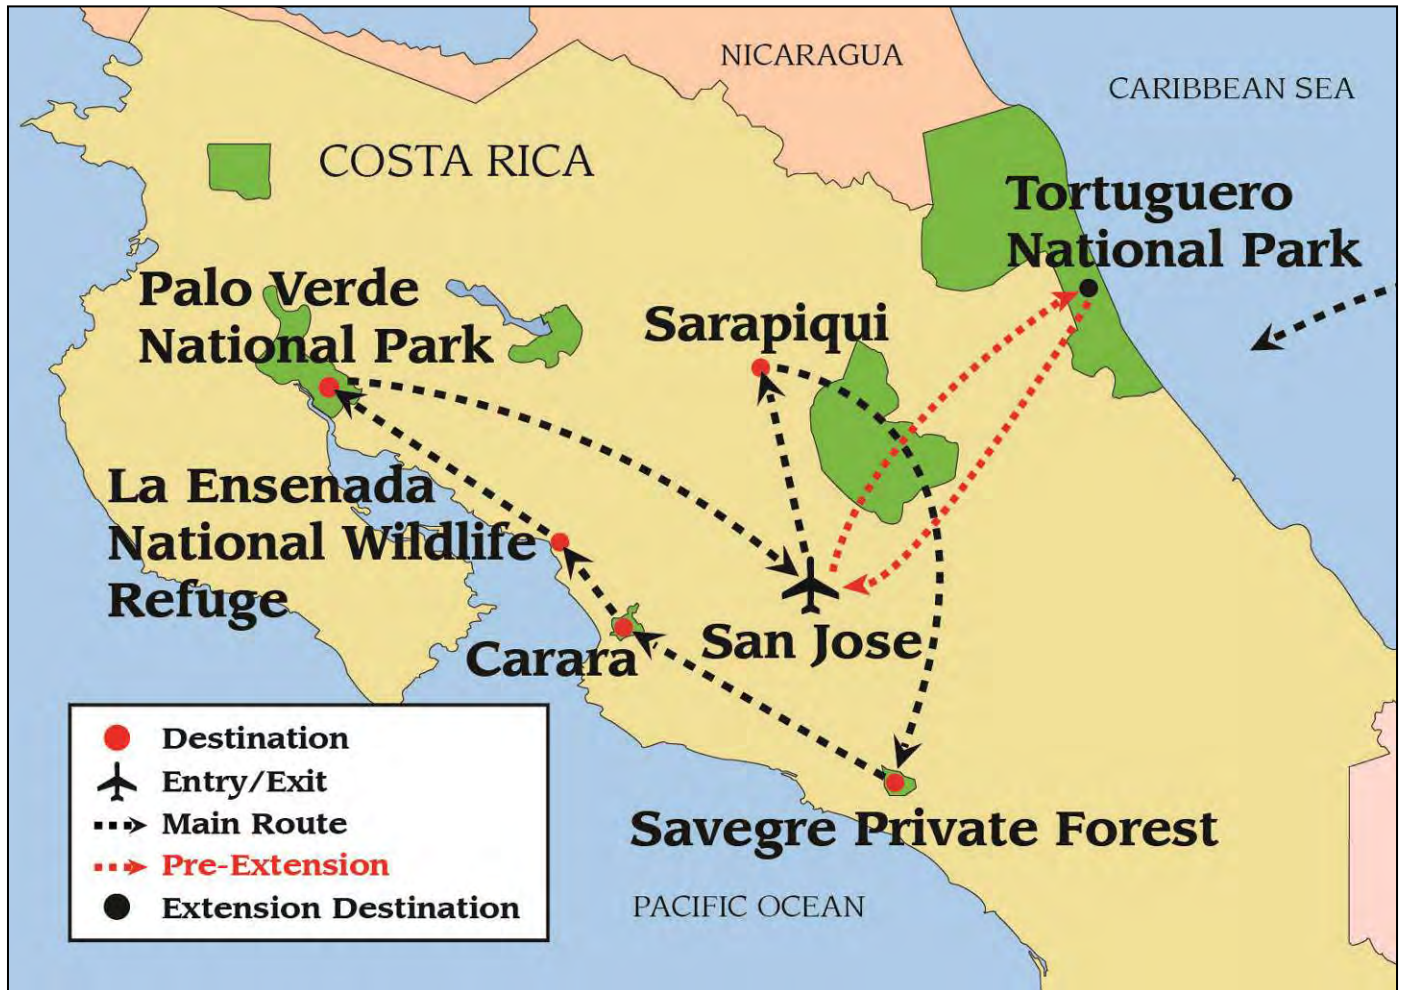 NICARAGUA
CARIBBEAN SEA
COSTA RICA
Tortuguero
National Park
Palo Verde
National Park
Sarapiqui
La Ensenada
National Wildlife
Refuge
San Jose
Carara
Destination
Entry/Exit
Main Route
Pre-Extension
Extension Destination
Savegre Private Forest
PACIFIC OCEAN